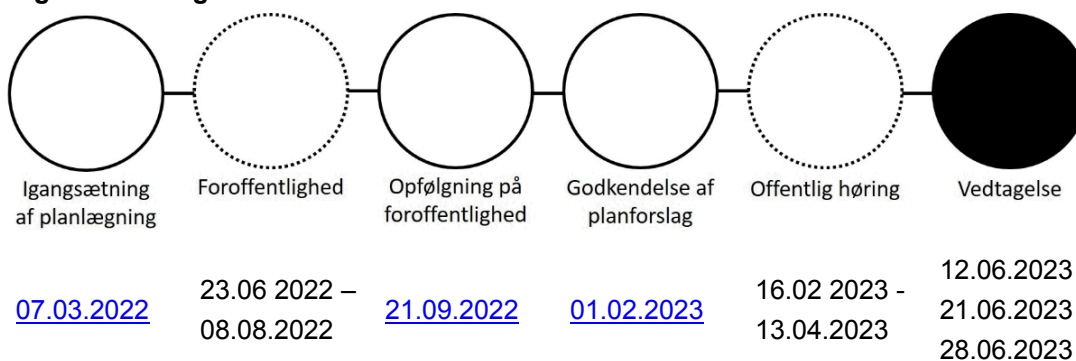 Igangsætning
af planlægning
Foroffentlighed
Opfølgning på
foroffentlighed
Godkendelse af
planforslag
Offentlig høring
Vedtagelse
07.03.2022
23.06 2022 –
08.08.2022
21.09.2022
01.02.2023
16.02 2023 -
13.04.2023
12.06.2023
21.06.2023
28.06.2023